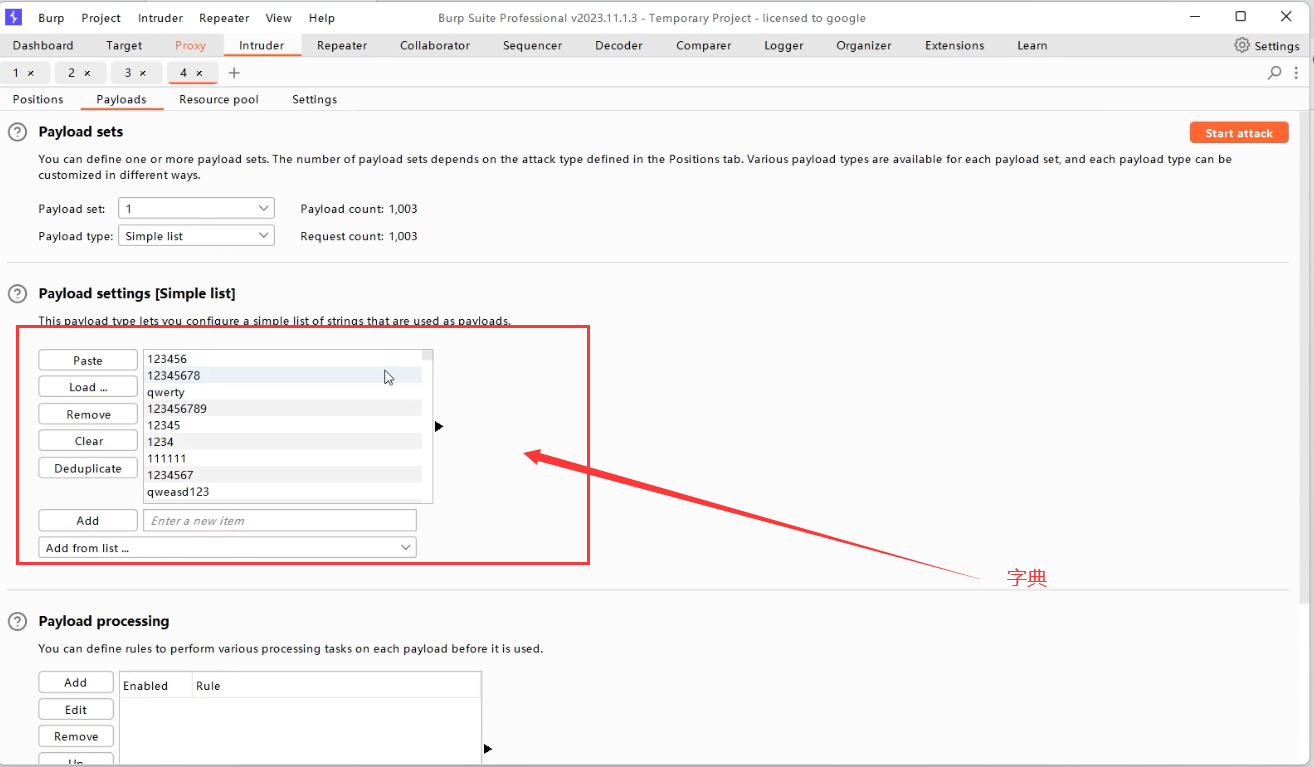 Burp Project Intruder Repeater View Help Burp Suite Professional v2023.11.1.3 - Temporary Project - licensed to google
Dashboard Target Proxy Intruder Repeater Collaborator Sequencer Decoder Comparer Logger Organizer Extensions Learn Settings
1 × 2 × 3 × 4 × +
Positions Payloads Resource pool Settings
? Payload sets Start attack
You can define one or more payload sets. The number of payload sets depends on the attack type defined in the Positions tab. Various payload types are available for each payload set, and each payload type can be
customized in different ways.
Payload set: 1 Payload count: 1,003
Payload type: Simple list Request count: 1,003
? Payload settings [Simple list]
This payload type lets you configure a simple list of strings that are used as payloads.
Paste 123456
12345678
Load ... qwerty
123456789
Remove 12345
Clear 1234
111111
Deduplicate 1234567
qweasd123
Add Enter a new item
Add from list ...
字典
? Payload processing
You can define rules to perform various processing tasks on each payload before it is used.
Add Enabled Rule
Edit
Remove
Up